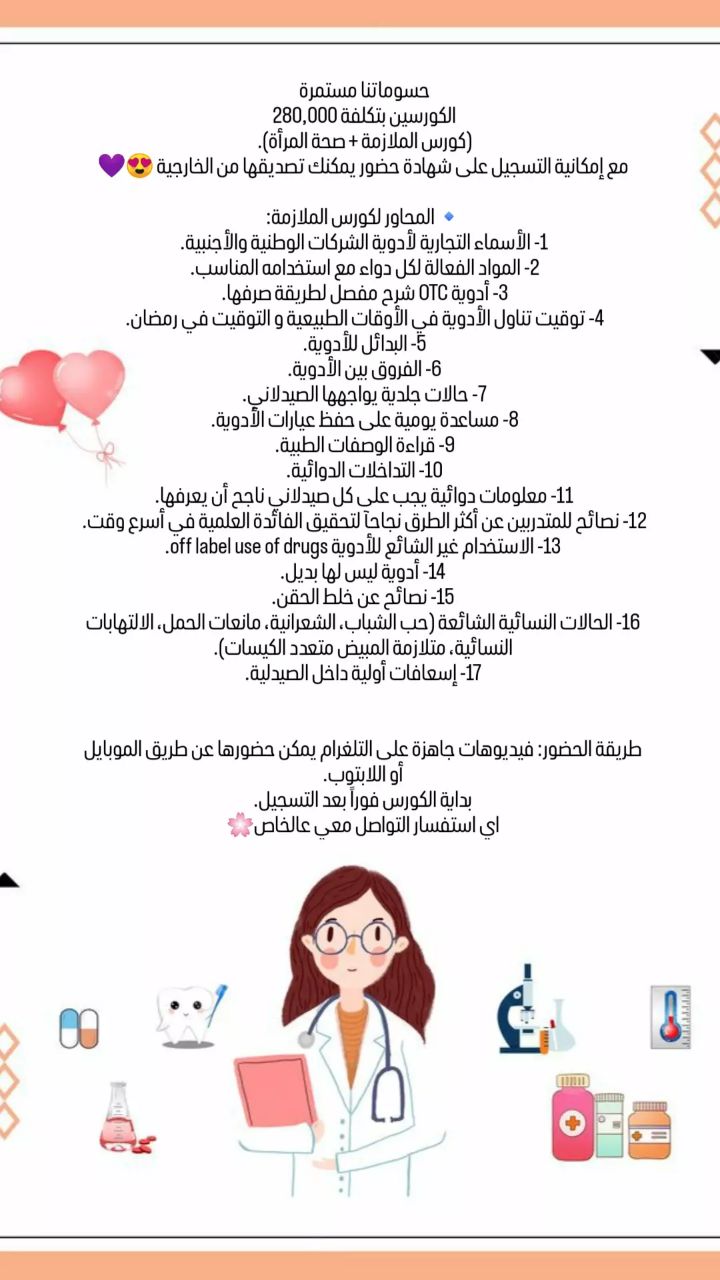 حسوماتنا مستمرة
الكورسين بتكلفة 280,000
(كورس الملازمة + صحة المرأة).
مع إمكانية التسجيل على شهادة حضور يمكنك تصديقها من الخارجية 😍💜
🔹 المحاور لكورس الملازمة:
1- الأسماء التجارية لأدوية الشركات الوطنية والأجنبية.
2- المواد الفعالة لكل دواء مع استخدامه المناسب.
3- أدوية OTC شرح مفصل لطريقة صرفها.
4- توقيت تناول الأدوية في الأوقات الطبيعية و التوقيت في رمضان.
5- البدائل للأدوية.
6- الفروق بين الأدوية.
7- حالات جلدية يواجهها الصيدلاني.
8- مساعدة يومية على حفظ عيارات الأدوية.
9- قراءة الوصفات الطبية.
10- التداخلات الدوائية.
11- معلومات دوائية يجب على كل صيدلاني ناجح أن يعرفها.
12- نصائح للمتدربين عن أكثر الطرق نجاحاً لتحقيق الفائدة العلمية في أسرع وقت.
13- الاستخدام غير الشائع للأدوية off label use of drugs.
14- أدوية ليس لها بديل.
15- نصائح عن خلط الحقن.
16- الحالات النسائية الشائعة (حب الشباب، الشعرانية، مانعات الحمل، الالتهابات
النسائية، متلازمة المبيض متعدد الكيسات).
17- إسعافات أولية داخل الصيدلية.
طريقة الحضور: فيديوهات جاهزة على التلغرام يمكن حضورها عن طريق الموبايل
أو اللابتوب.
بداية الكورس فوراً بعد التسجيل.
اي استفسار التواصل معي عالخاص🌸